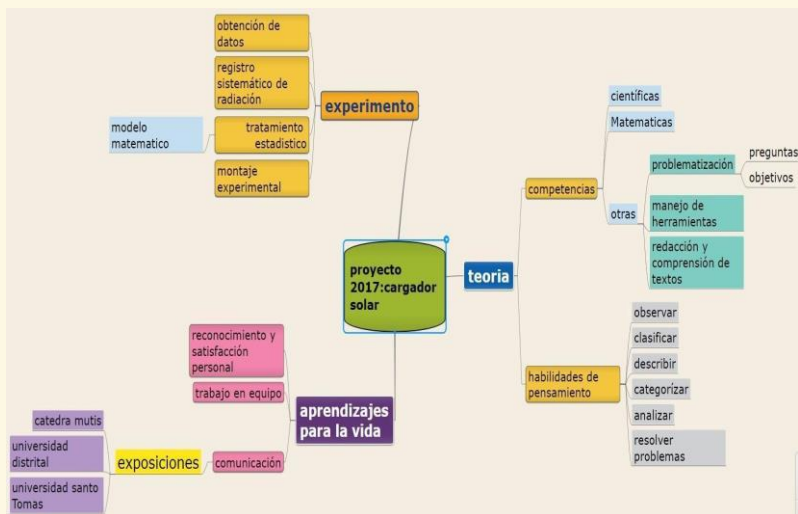 obtención de
datos
registro
sistemático de
radiación
experimento
modelo
matematico
tratamiento
estadistico
montaje
experimental
proyecto
2017:cargador
solar
teoria
competencias
científicas
Matematicas
otras
problematización
preguntas
objetivos
manejo de
herramientas
redacción y
comprensión de
textos
habilidades de
pensamiento
observar
clasificar
describir
categorízar
analizar
resolver
problemas
reconocimiento y
satisfacción
personal
trabajo en equipo
aprendizajes
para la vida
comunicación
exposiciones
catedra mutis
universidad
distrital
universidad santo
Tomas